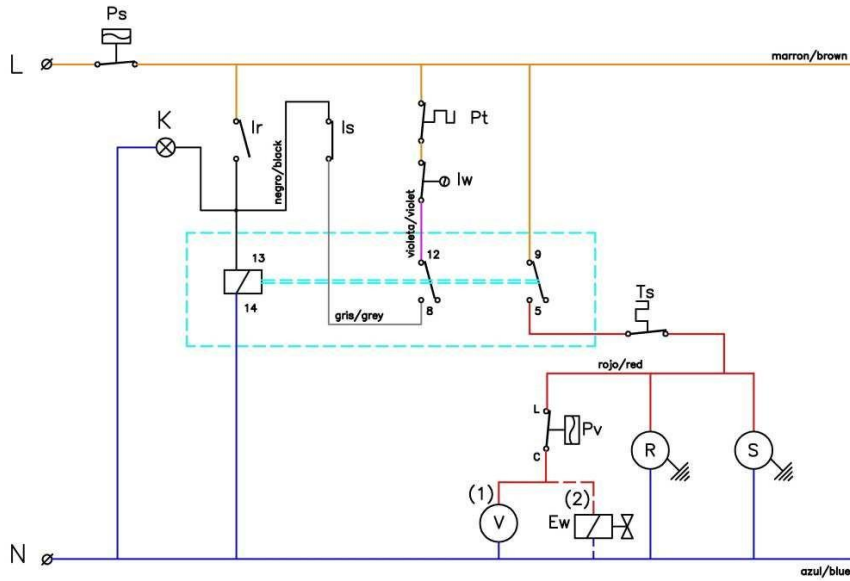 Ps
L
marron/brown
K
Ir
Is
Pt
negro/black
Iw
violeta/violet
13
12
9
14
8
5
Ts
gris/grey
rojo/red
L
Pv
C
R
S
(1)
(2)
V
Ew
N
azul/blue